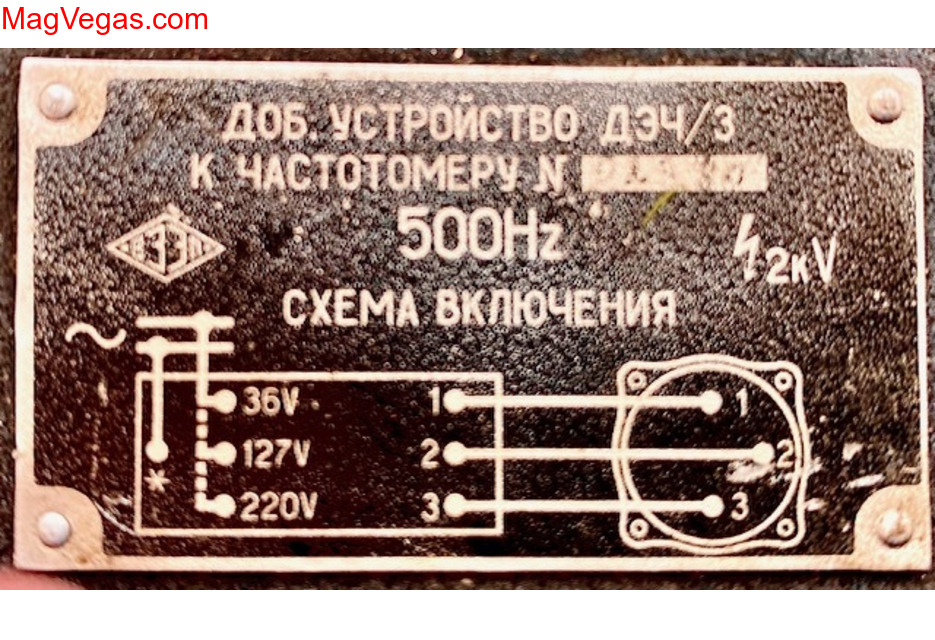 MagVegas.com
ДОБ. УСТРОЙСТВО ДЭЧ/3
К ЧАСТОТОМЕРУ N
500Hz
2кV
СХЕМА ВКЛЮЧЕНИЯ
~
36V 1 1
127V 2 2
* 220V 3 3